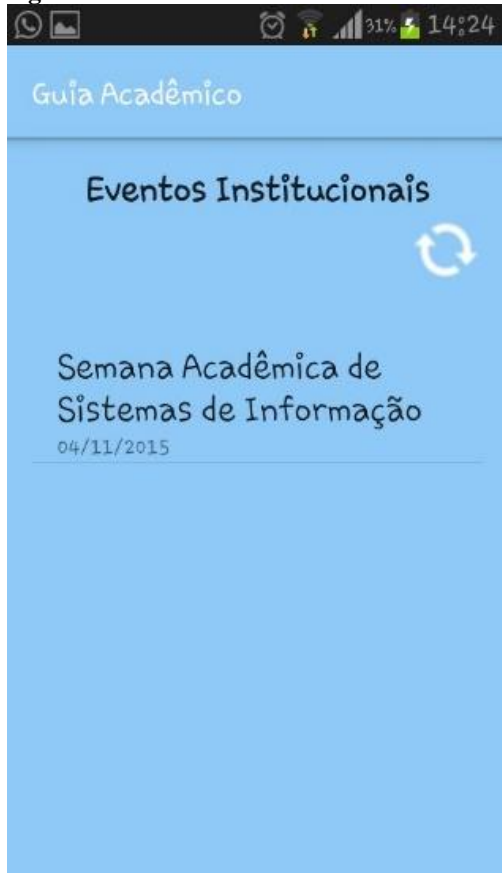 31% 14:24
Guia Acadêmico
Eventos Institucionais
Semana Acadêmica de
Sistemas de Informação
04/11/2015